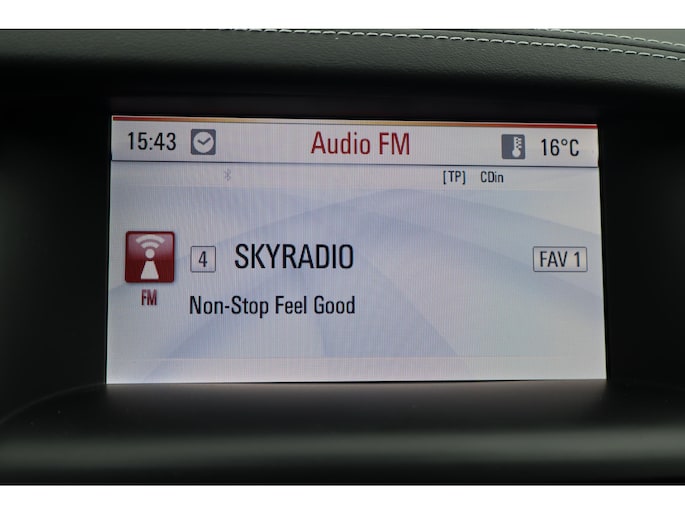 15:43 Audio FM 16°C
[TP] CDin
4 SKYRADIO FAV 1
FM
Non-Stop Feel Good